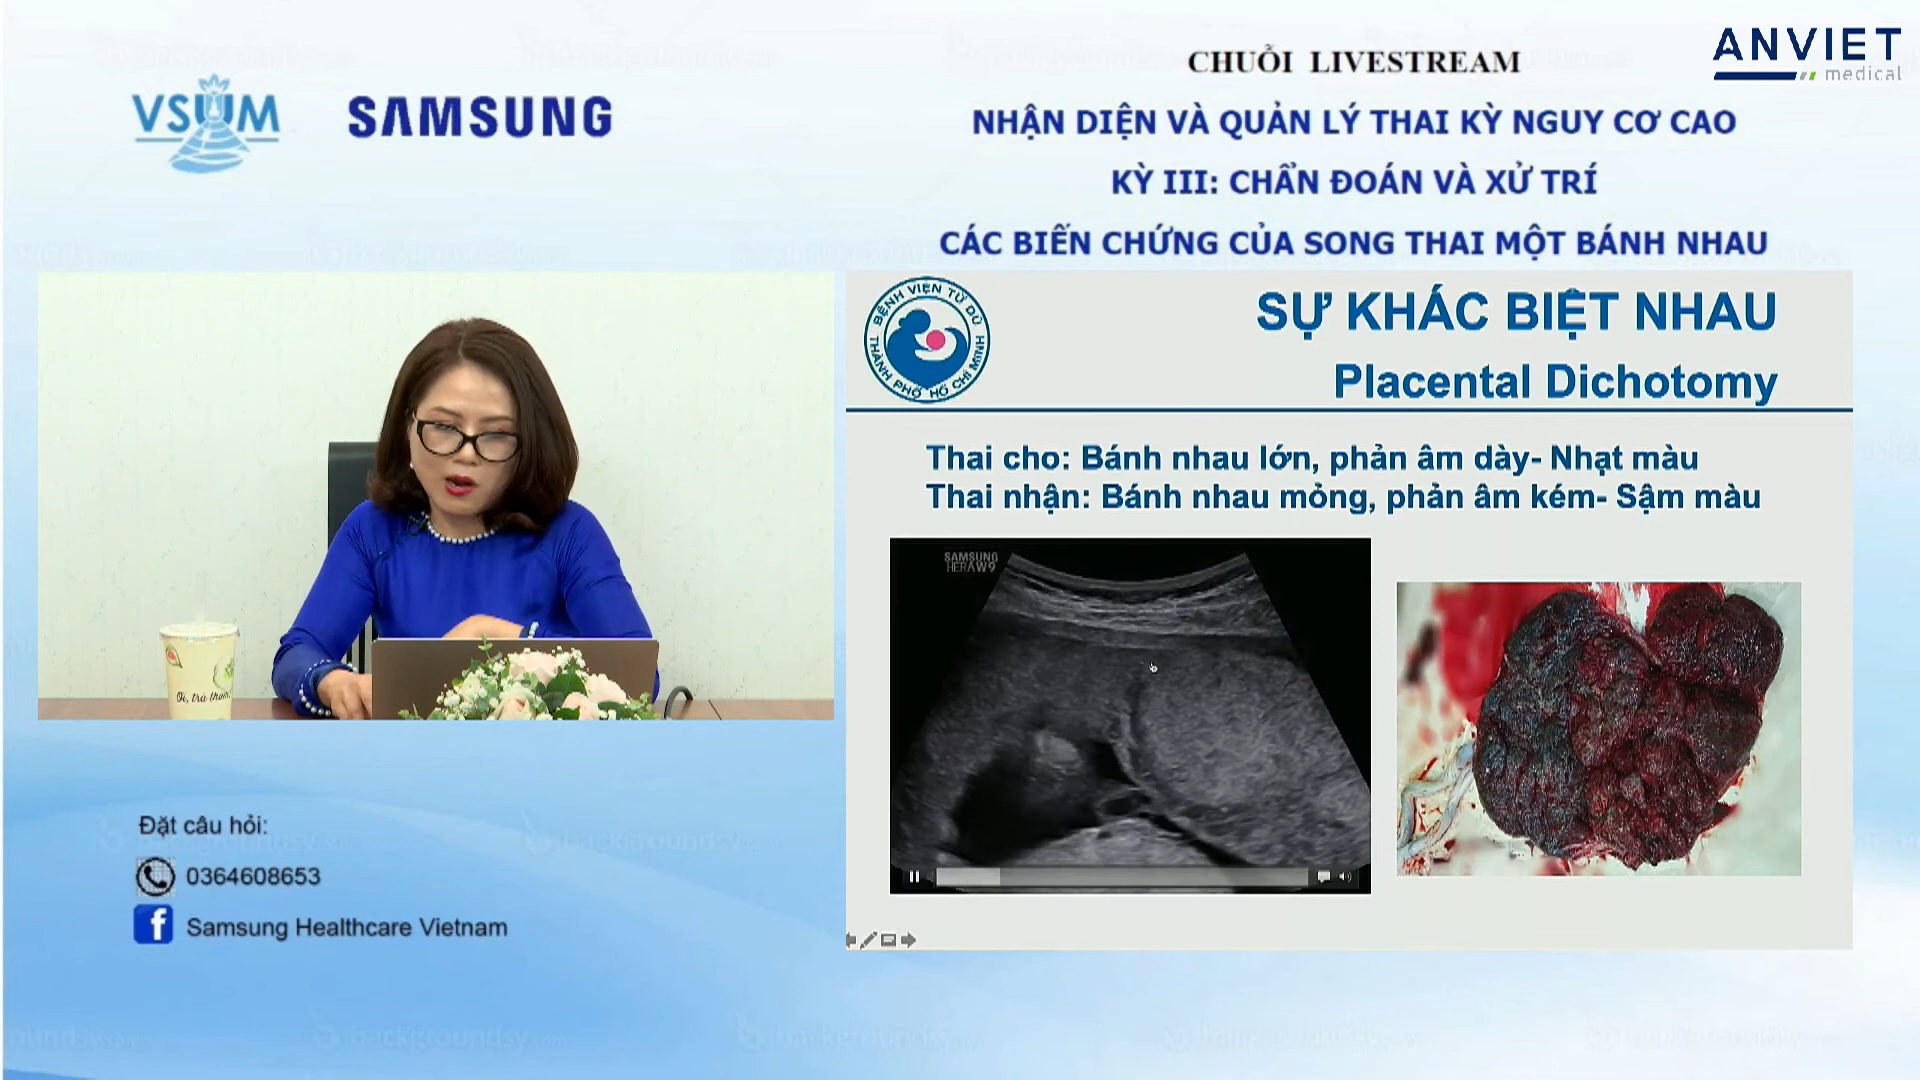 ANVIET
medical
VSUM
SAMSUNG
CHUỖI LIVESTREAM
NHẬN DIỆN VÀ QUẢN LÝ THAI KỲ NGUY CƠ CAO
KỲ III: CHẨN ĐOÁN VÀ XỬ TRÍ
CÁC BIẾN CHỨNG CỦA SONG THAI MỘT BÁNH NHAU
BỆNH VIỆN TỪ DŨ
THÀNH PHỐ HỒ CHÍ MINH
SỰ KHÁC BIỆT NHAU
Placental Dichotomy
Thai cho: Bánh nhau lớn, phản âm dày- Nhạt màu
Thai nhận: Bánh nhau mỏng, phản âm kém- Sậm màu
SAMSUNG
HERA W9
Đặt câu hỏi:
0364608653
Samsung Healthcare Vietnam